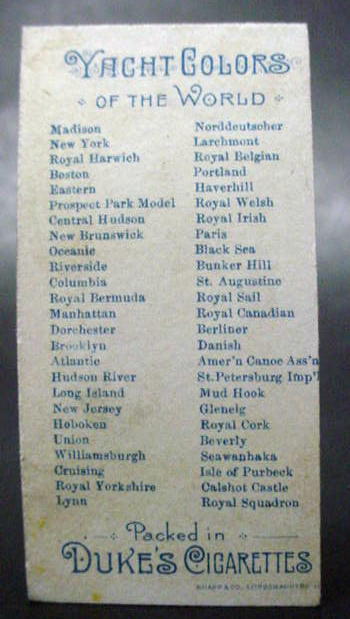 Yacht Colors
of the World
Madison
New York
Royal Harwich
Boston
Eastern
Prospect Park Model
Central Hudson
New Brunswick
Oceanic
Riverside
Columbia
Royal Bermuda
Manhattan
Dorchester
Brooklyn
Atlantic
Hudson River
Long Island
New Jersey
Hoboken
Union
Williamsburgh
Cruising
Royal Yorkshire
Lynn
Norddeutscher
Larchmont
Royal Belgian
Portland
Haverhill
Royal Welsh
Royal Irish
Paris
Black Sea
Bunker Hill
St. Augustine
Royal Sail
Royal Canadian
Berliner
Danish
Amer'n Canoe Ass'n
St.Petersburg Imp'l
Mud Hook
Glenelg
Royal Cork
Beverly
Seawanhaka
Isle of Purbeck
Calshot Castle
Royal Squadron
Packed in
Duke's Cigarettes